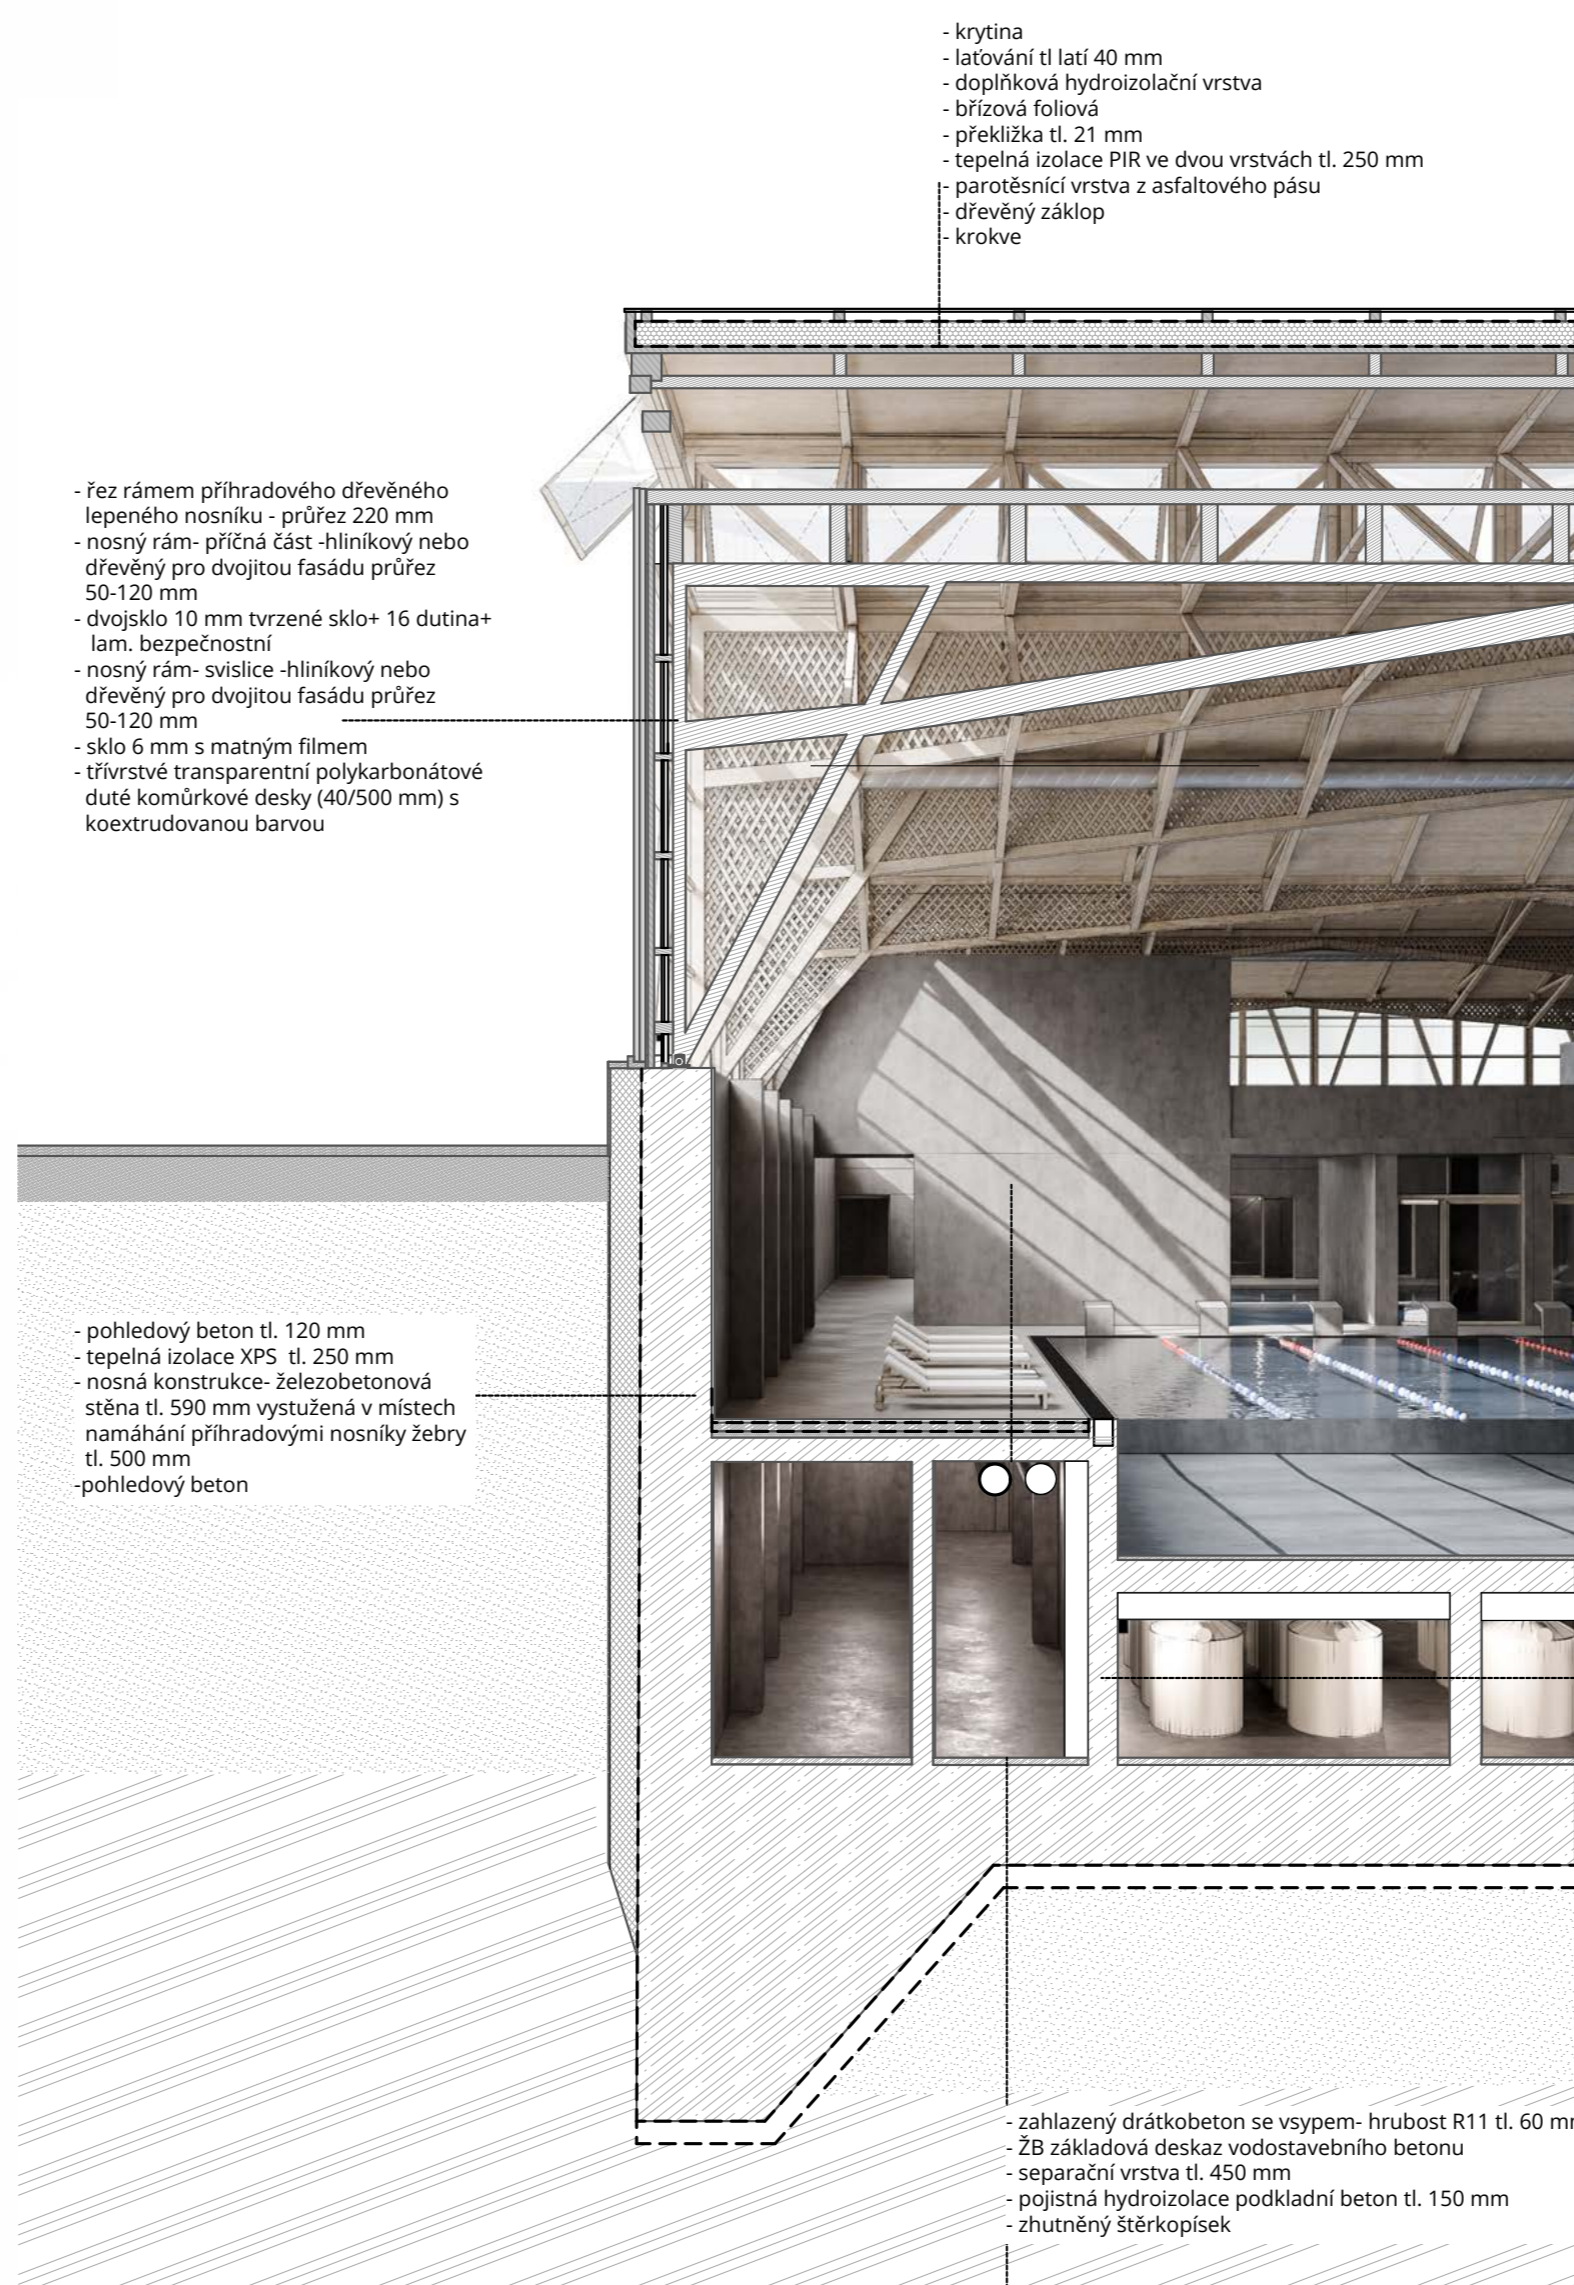 - krytina
- laťování tl latí 40 mm
- doplňková hydroizolační vrstva
- břízová foliová
- překližka tl. 21 mm
- tepelná izolace PIR ve dvou vrstvách tl. 250 mm
- parotěsnící vrstva z asfaltového pásu
- dřevěný záklop
- krokve
- řez rámem příhradového dřevěného
lepeného nosníku - průřez 220 mm
- nosný rám- příčná část -hliníkový nebo
dřevěný pro dvojitou fasádu průřez
50-120 mm
- dvojsklo 10 mm tvrzené sklo+ 16 dutina+
lam. bezpečnostní
- nosný rám- svislice -hliníkový nebo
dřevěný pro dvojitou fasádu průřez
50-120 mm
- sklo 6 mm s matným filmem
- třívrstvé transparentní polykarbonátové
duté komůrkové desky (40/500 mm) s
koextrudovanou barvou
- pohledový beton tl. 120 mm
- tepelná izolace XPS tl. 250 mm
- nosná konstrukce- železobetonová
stěna tl. 590 mm vystužená v místech
namáhání příhradovými nosníky žebry
tl. 500 mm
-pohledový beton
- zahlazený drátkobeton se vsypem- hrubost R11 tl. 60 m
- ŽB základová deskaz vodostavebního betonu
- separační vrstva tl. 450 mm
- pojistná hydroizolace podkladní beton tl. 150 mm
- zhutněný štěrkopísek